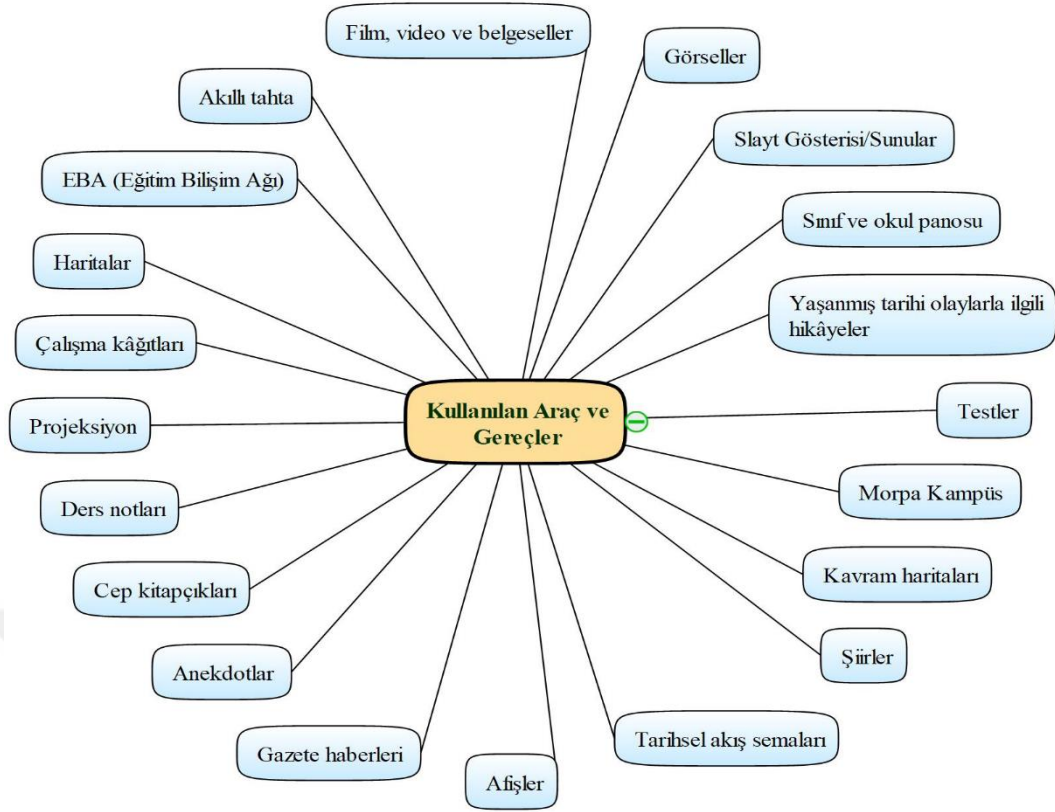 Film, video ve belgeseller
Görseller
Akıllı tahta
Slayt Gösterisi/Sunular
EBA (Eğitim Bilişim Ağı)
Sınıf ve okul panosu
Haritalar
Yaşanmış tarihi olaylarla ilgili
hikâyeler
Çalışma kâğıtları
Kullanılan Araç ve
Gereçler
Testler
Projeksiyon
Morpa Kampüs
Ders notları
Kavram haritaları
Cep kitapçıkları
Şiirler
Anekdotlar
Tarihsel akış semaları
Gazete haberleri
Afişler